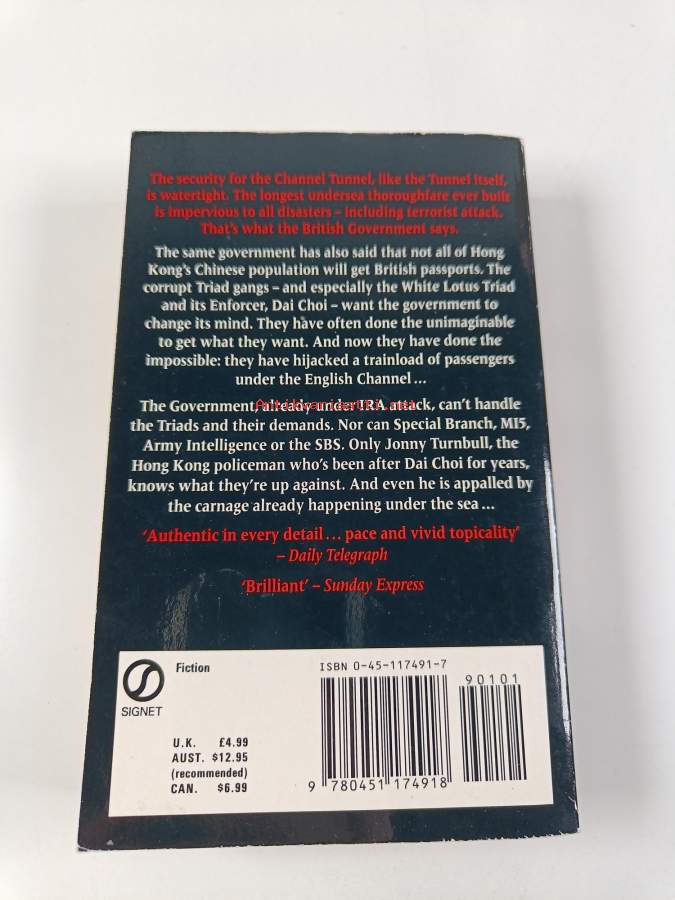 The security for the Channel Tunnel, like the Tunnel itself,
is watertight. The longest undersea thoroughfare ever built
is impervious to all disasters – including terrorist attack.
That's what the British Government says.
The same government has also said that not all of Hong
Kong's Chinese population will get British passports. The
corrupt Triad gangs – and especially the White Lotus Triad
and its Enforcer, Dai Choi – want the government to
change its mind. They have often done the unimaginable
to get what they want. And now they have done the
impossible: they have hijacked a trainload of passengers
under the English Channel...
The Government, already under IRA attack, can't handle
the Triads and their demands. Nor can Special Branch, MI5,
Army Intelligence or the SBS. Only Jonny Turnbull, the
Hong Kong policeman who's been after Dai Choi for years,
knows what they're up against. And even he is appalled by
the carnage already happening under the sea...
'Authentic in every detail... pace and vivid topicality'
– Daily Telegraph
'Brilliant' – Sunday Express
SIGNET
Fiction
U.K. £4.99
AUST. $12.95
(recommended)
CAN. $6.99
ISBN 0-45-117491-7
90101
9 780451 174918